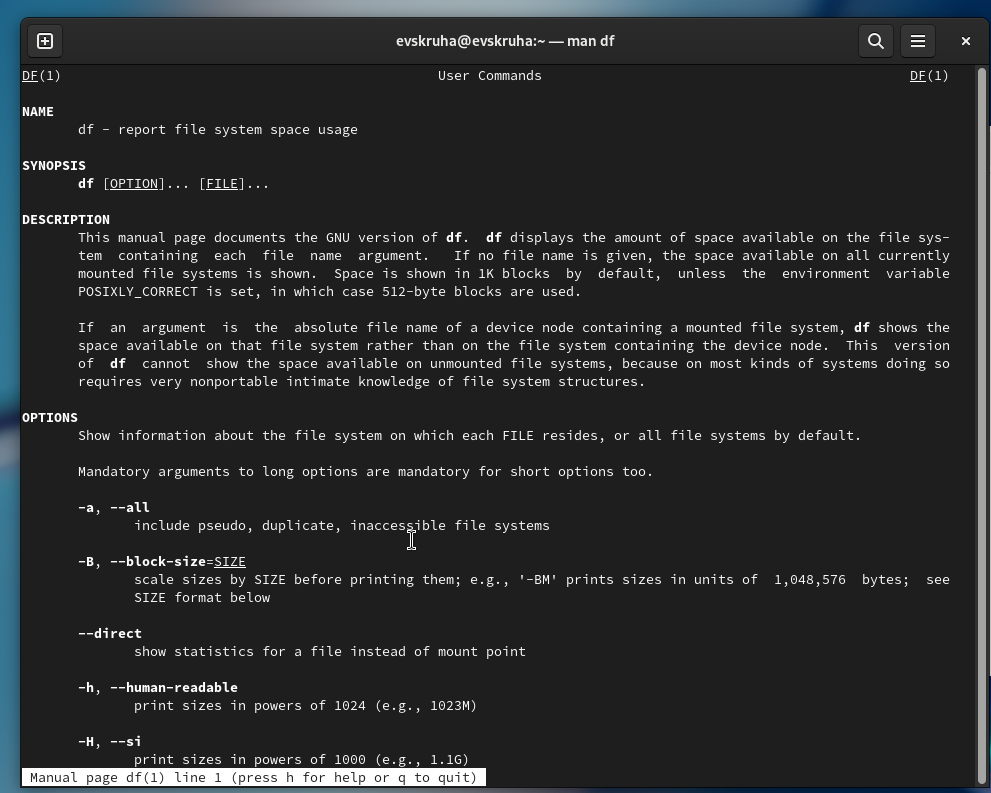 evskruha@evskruha:~ — man df
DF(1)                                               User Commands                                              DF(1)
NAME
       df - report file system space usage
SYNOPSIS
       df [OPTION]... [FILE]...
DESCRIPTION
       This manual page documents the GNU version of df.  df displays the amount of space available on the file sys-
       tem  containing  each  file  name  argument.   If no file name is given, the space available on all currently
       mounted file systems is shown.  Space is shown in 1K blocks  by  default,  unless  the  environment  variable
       POSIXLY_CORRECT is set, in which case 512-byte blocks are used.
       If  an  argument  is  the  absolute file name of a device node containing a mounted file system, df shows the
       space available on that file system rather than on the file system containing the device node.  This  version
       of  df  cannot  show the space available on unmounted file systems, because on most kinds of systems doing so
       requires very nonportable intimate knowledge of file system structures.
OPTIONS
       Show information about the file system on which each FILE resides, or all file systems by default.
       Mandatory arguments to long options are mandatory for short options too.
       -a, --all
              include pseudo, duplicate, inaccessible file systems
       -B, --block-size=SIZE
              scale sizes by SIZE before printing them; e.g., '-BM' prints sizes in units of  1,048,576  bytes;  see
              SIZE format below
       --direct
              show statistics for a file instead of mount point
       -h, --human-readable
              print sizes in powers of 1024 (e.g., 1023M)
       -H, --si
              print sizes in powers of 1000 (e.g., 1.1G)
Manual page df(1) line 1 (press h for help or q to quit)